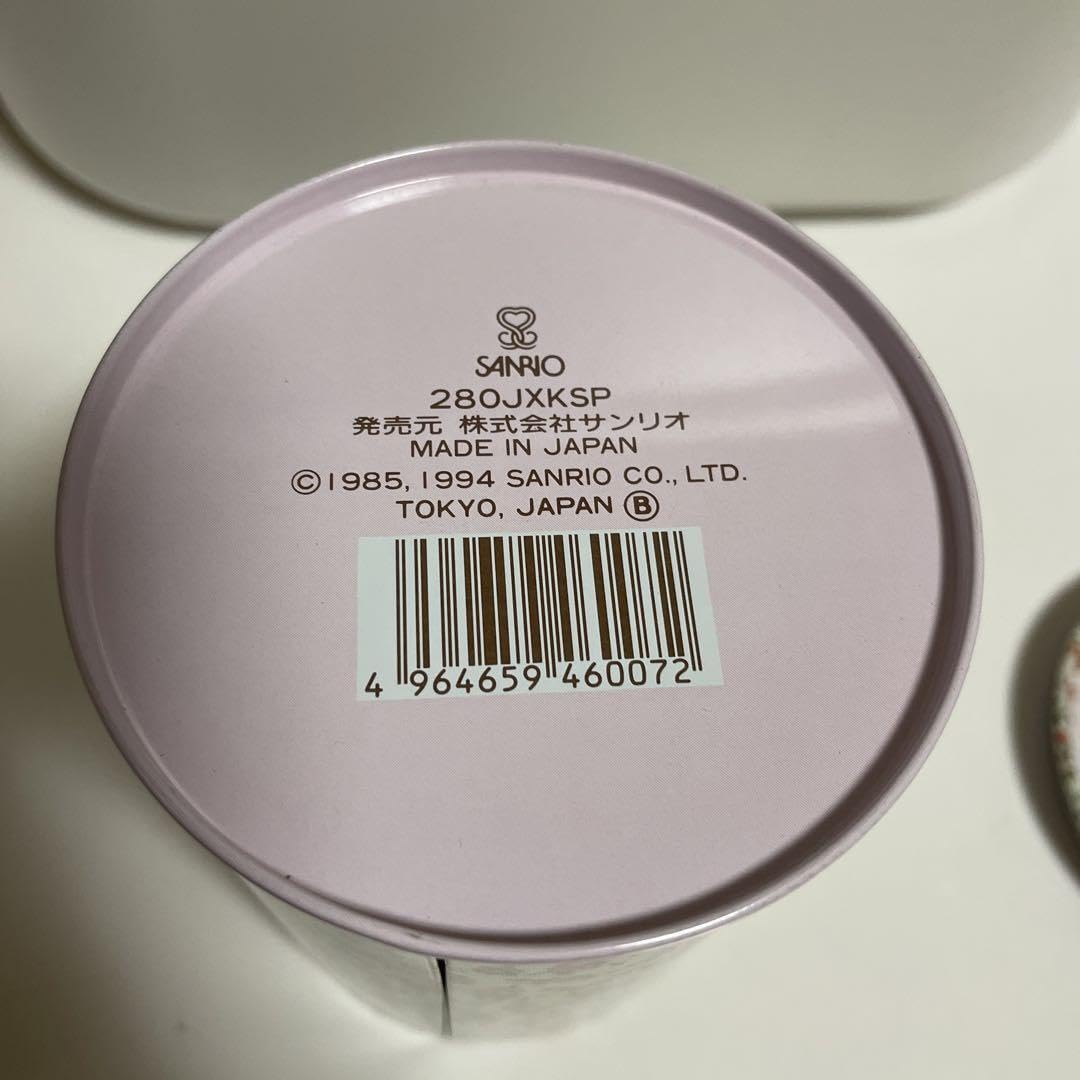 SANRIO
280JXKSP
発売元 株式会社サンリオ
MADE IN JAPAN
©1985, 1994 SANRIO CO., LTD.
TOKYO, JAPAN Ⓑ
4 964659 460072